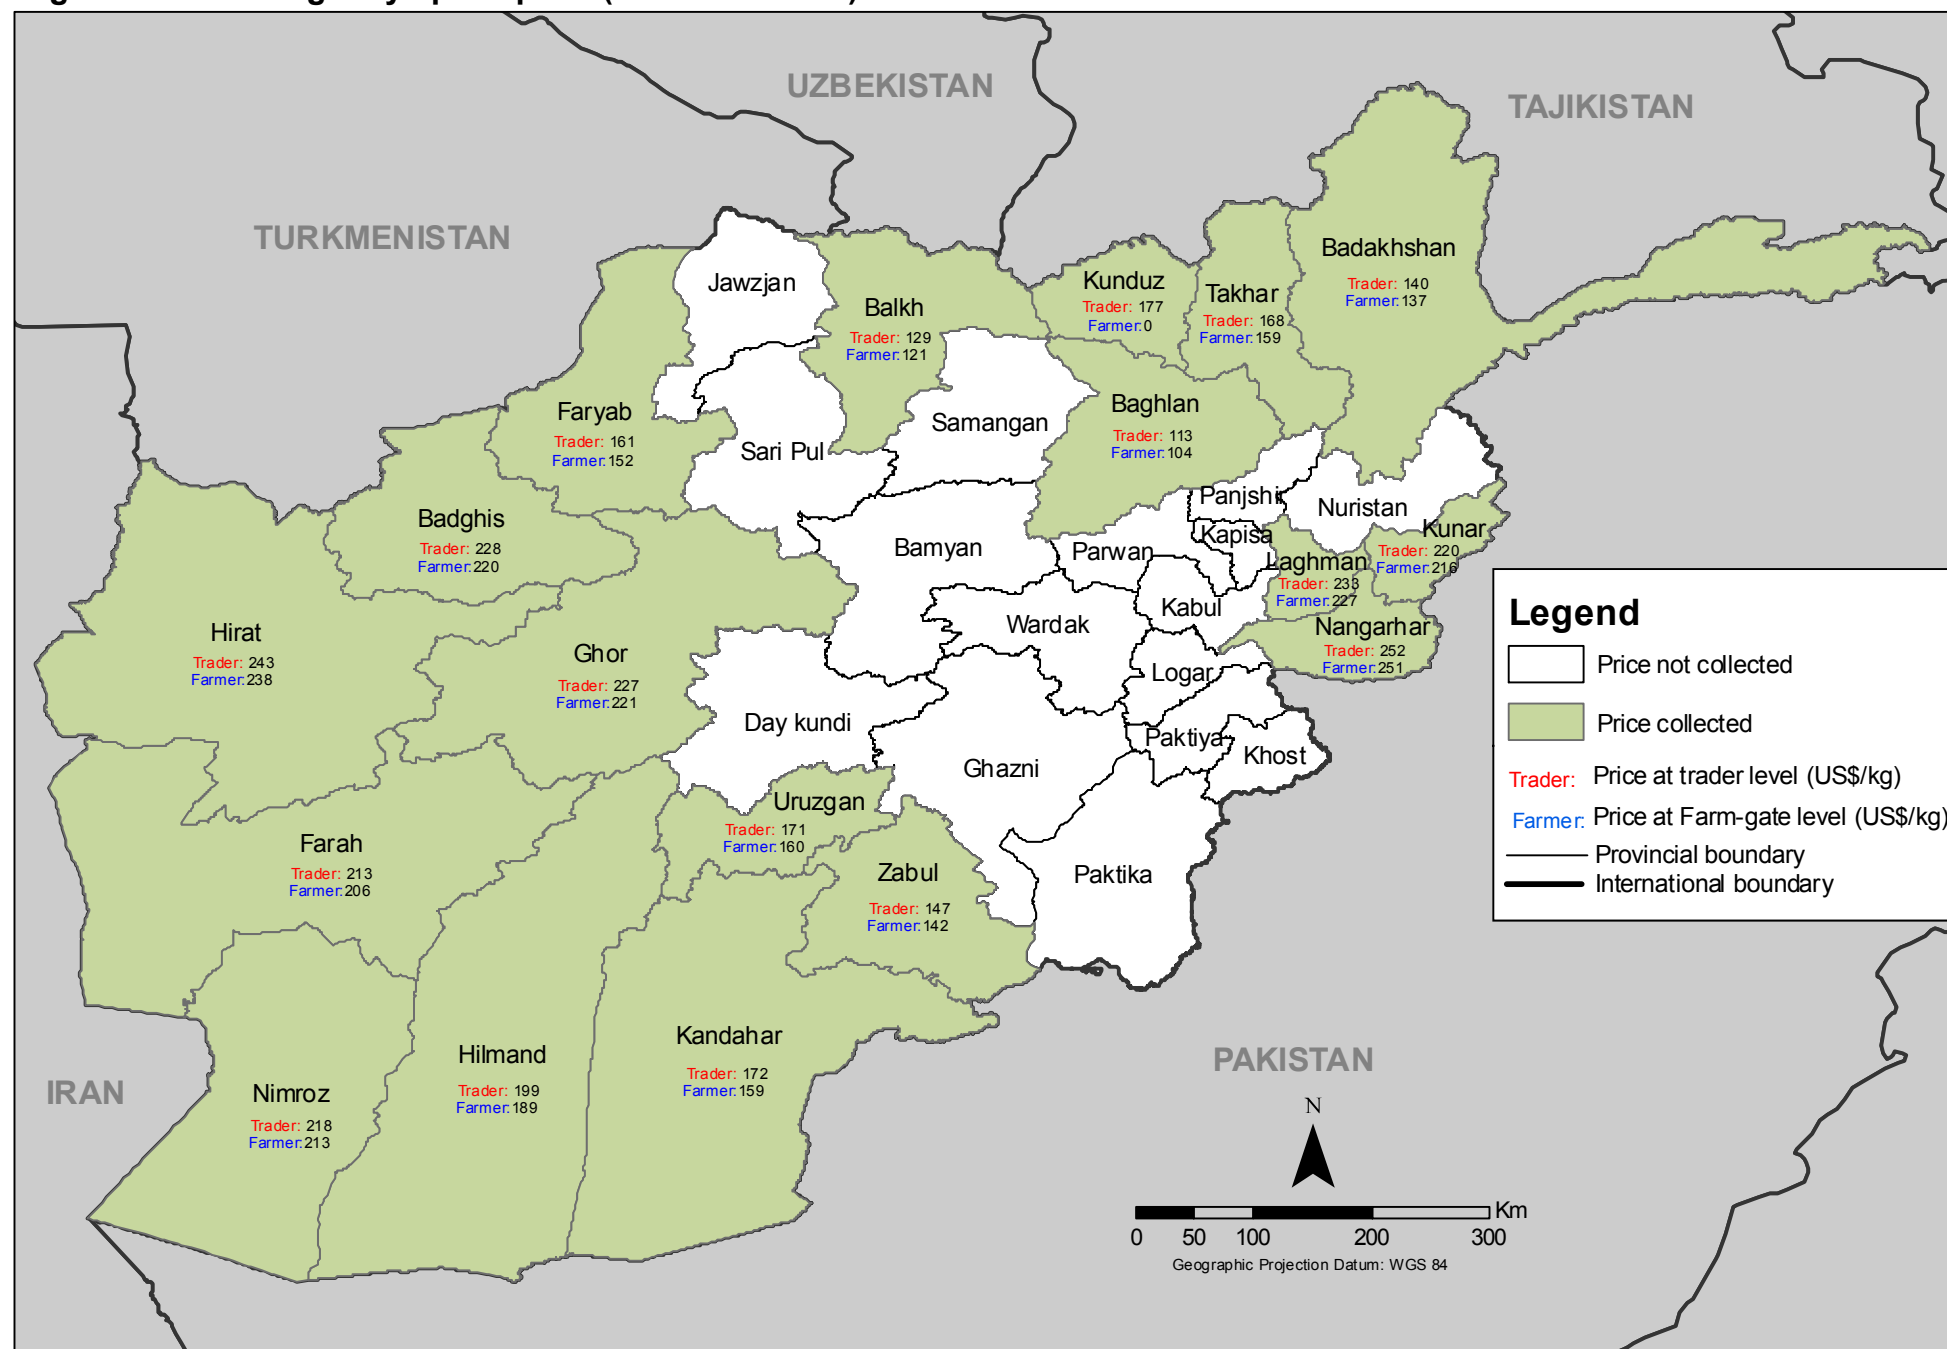 UZBEKISTAN
TAJIKISTAN
TURKMENISTAN
Badakhshan
Trader: 140
Farmer:137
Jawzjan
Kunduz
Trader: 177
Farmer:0
Takhar
Trader: 168
Farmer:159
Balkh
Trader: 129
Farmer:121
Faryab
Trader: 161
Farmer:152
Samangan
Baghlan
Trader: 113
Farmer:104
Sari Pul
Badghis
Trader: 228
Farmer:220
Panjshi
Nuristan
Kunar
Trader: 220
Farmer:216
Bamyan
Parwan
Kapisa
Laghman
Trader: 233
Farmer:227
Kabul
Wardak
Nangarhar
Trader: 252
Farmer:251
Hirat
Trader: 243
Farmer:238
Ghor
Trader: 227
Farmer:221
Logar
Day kundi
Paktiya
Khost
Ghazni
Uruzgan
Trader: 171
Farmer:160
Farah
Trader: 213
Farmer:206
Zabul
Trader: 147
Farmer:142
Paktika
Kandahar
Trader: 172
Farmer:159
Hilmand
Trader: 199
Farmer:189
Nimroz
Trader: 218
Farmer:213
IRAN
PAKISTAN
Legend
Price not collected
Price collected
Trader: Price at trader level (US$/kg)
Farmer: Price at Farm-gate level (US$/kg)
Provincial boundary
International boundary
N
Km
0 50 100 200 300
Geographic Projection Datum: WGS 84